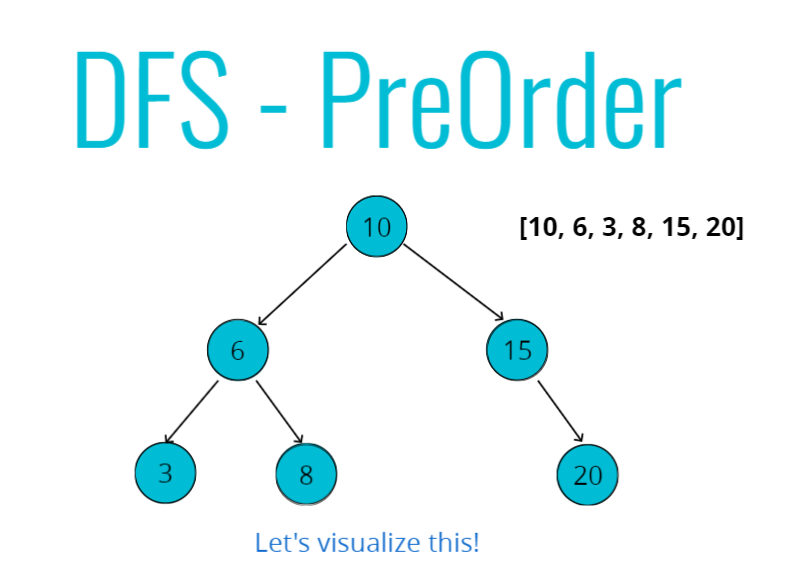 DFS - PreOrder
10
[10, 6, 3, 8, 15, 20]
6
15
3
8
20
Let's visualize this!